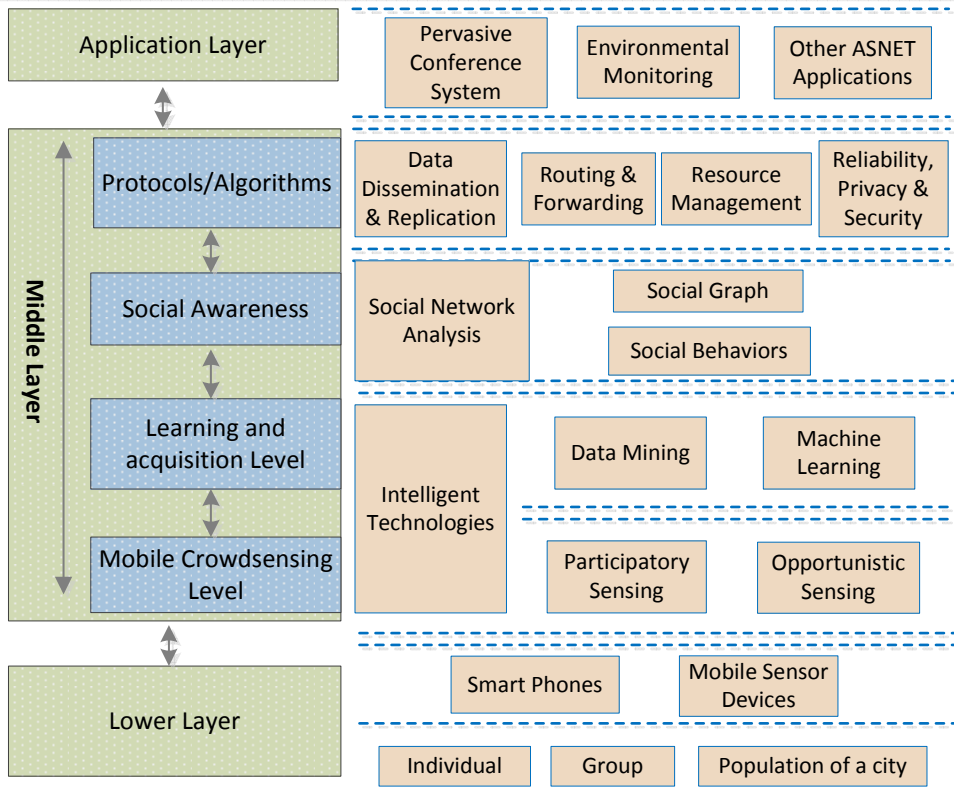 Application Layer
Pervasive
Conference
System
Environmental
Monitoring
Other ASNET
Applications
Middle Layer
Protocols/Algorithms
Data
Dissemination
& Replication
Routing &
Forwarding
Resource
Management
Reliability,
Privacy &
Security
Social Awareness
Social Network
Analysis
Social Graph
Social Behaviors
Learning and
acquisition Level
Intelligent
Technologies
Data Mining
Machine
Learning
Mobile Crowdsensing
Level
Participatory
Sensing
Opportunistic
Sensing
Lower Layer
Smart Phones
Mobile Sensor
Devices
Individual
Group
Population of a city